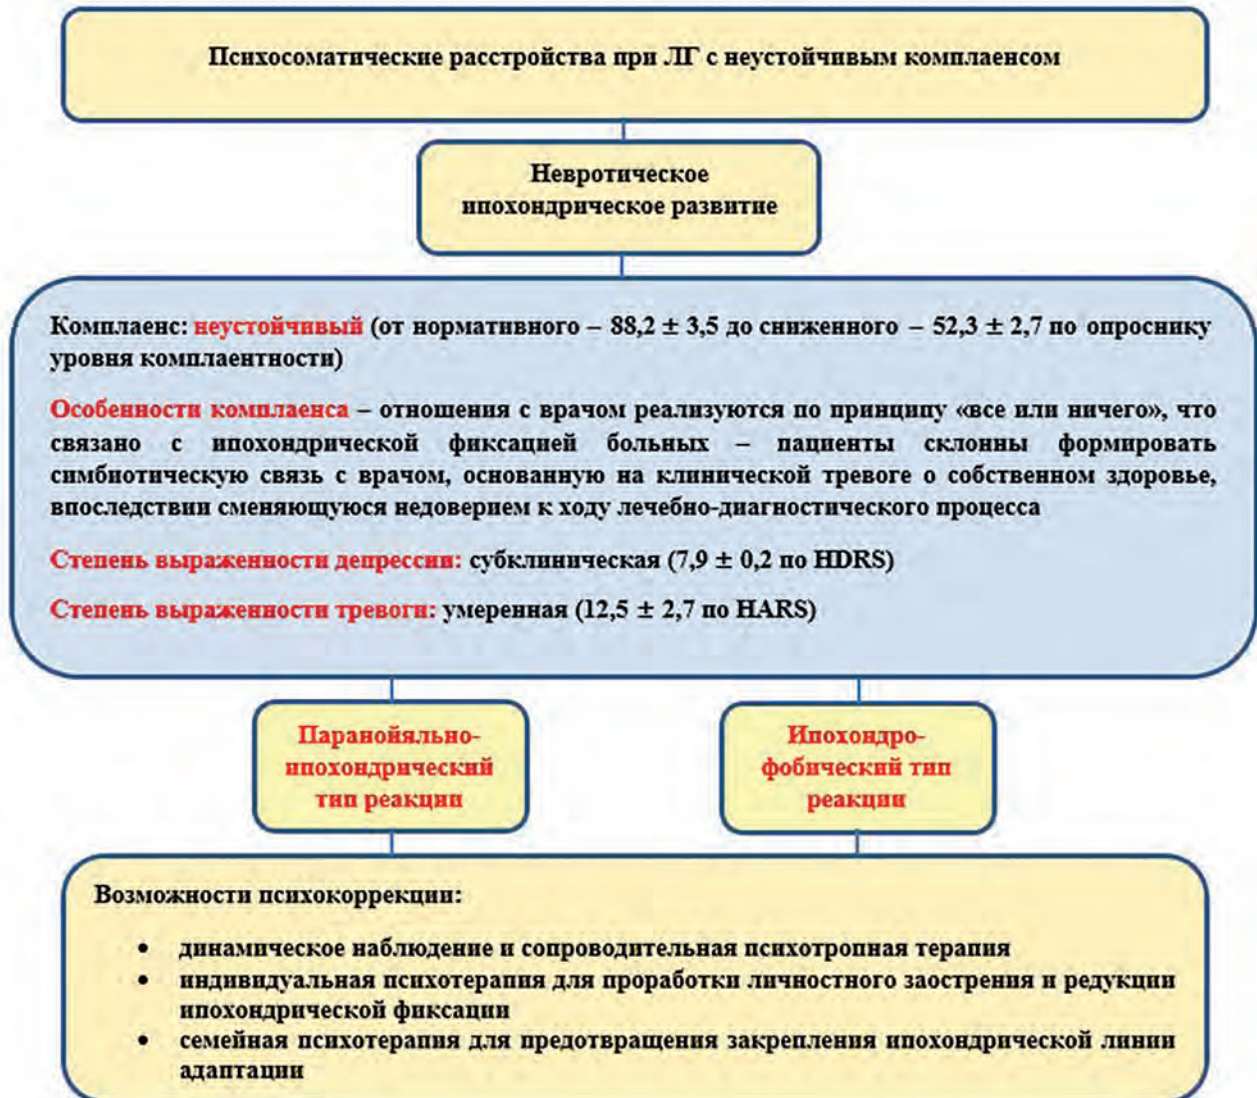 Психосоматические расстройства при ЛГ с неустойчивым комплаенсом
Невротическое
ипохондрическое развитие
Комплаенс: неустойчивый (от нормативного – 88,2 ± 3,5 до сниженного – 52,3 ± 2,7 по опроснику
уровня комплаентности)
Особенности комплаенса – отношения с врачом реализуются по принципу «все или ничего», что
связано с ипохондрической фиксацией больных – пациенты склонны формировать
симбиотическую связь с врачом, основанную на клинической тревоге о собственном здоровье,
впоследствии сменяющуюся недоверием к ходу лечебно-диагностического процесса
Степень выраженности депрессии: субклиническая (7,9 ± 0,2 по HDRS)
Степень выраженности тревоги: умеренная (12,5 ± 2,7 по HARS)
Паранойяльно-
ипохондрический
тип реакции
Ипохондро-
фобический тип
реакции
Возможности психокоррекции:
• динамическое наблюдение и сопроводительная психотропная терапия
• индивидуальная психотерапия для проработки личностного заострения и редукции
ипохондрической фиксации
• семейная психотерапия для предотвращения закрепления ипохондрической линии
адаптации